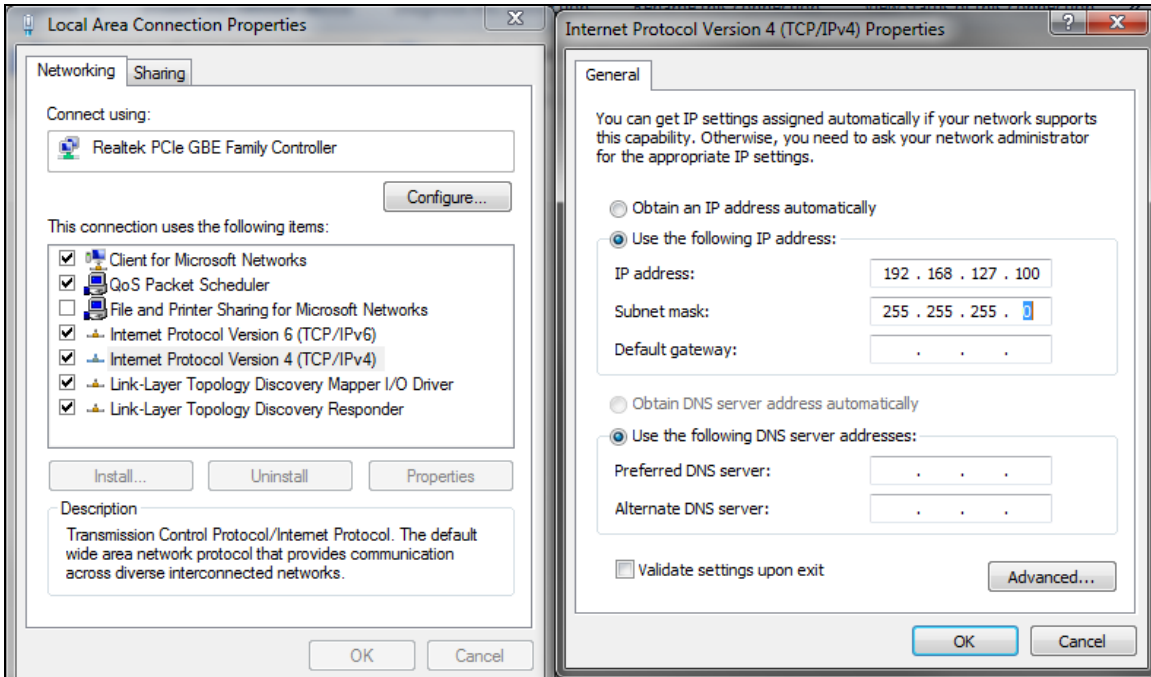 Local Area Connection Properties
Networking
Sharing
Connect using:
Realtek PCIe GBE Family Controller
Configure...
This connection uses the following items:
Client for Microsoft Networks
QoS Packet Scheduler
File and Printer Sharing for Microsoft Networks
Internet Protocol Version 6 (TCP/IPv6)
Internet Protocol Version 4 (TCP/IPv4)
Link-Layer Topology Discovery Mapper I/O Driver
Link-Layer Topology Discovery Responder
Install...
Uninstall
Properties
Description
Transmission Control Protocol/Internet Protocol. The default
wide area network protocol that provides communication
across diverse interconnected networks.
OK
Cancel
Internet Protocol Version 4 (TCP/IPv4) Properties
General
You can get IP settings assigned automatically if your network supports
this capability. Otherwise, you need to ask your network administrator
for the appropriate IP settings.
Obtain an IP address automatically
Use the following IP address:
IP address: 192 . 168 . 127 . 100
Subnet mask: 255 . 255 . 255 . 0
Default gateway: . . .
Obtain DNS server address automatically
Use the following DNS server addresses:
Preferred DNS server: . . .
Alternate DNS server: . . .
Validate settings upon exit
Advanced...
OK
Cancel